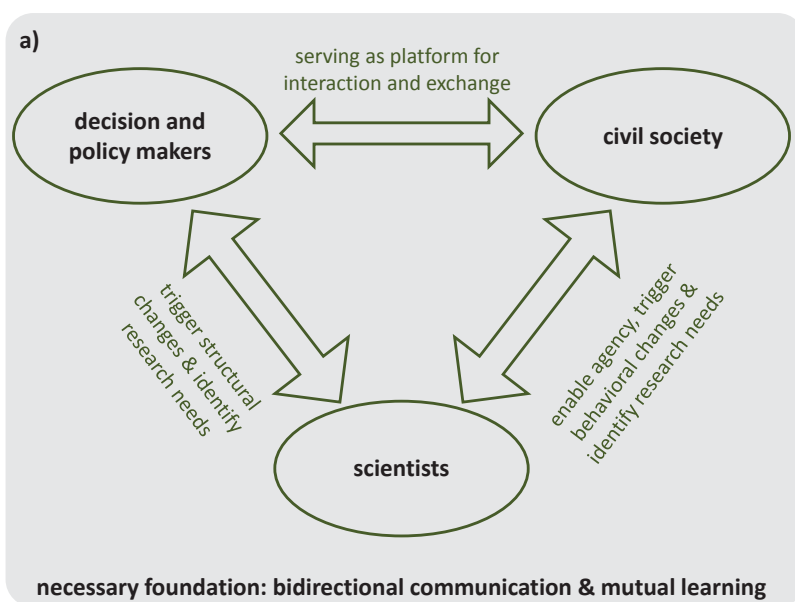 a)
serving as platform for
interaction and exchange
decision and
policy makers
civil society
trigger structural
changes & identify
research needs
enable agency, trigger
behavioral changes &
identify research needs
scientists
necessary foundation: bidirectional communication & mutual learning